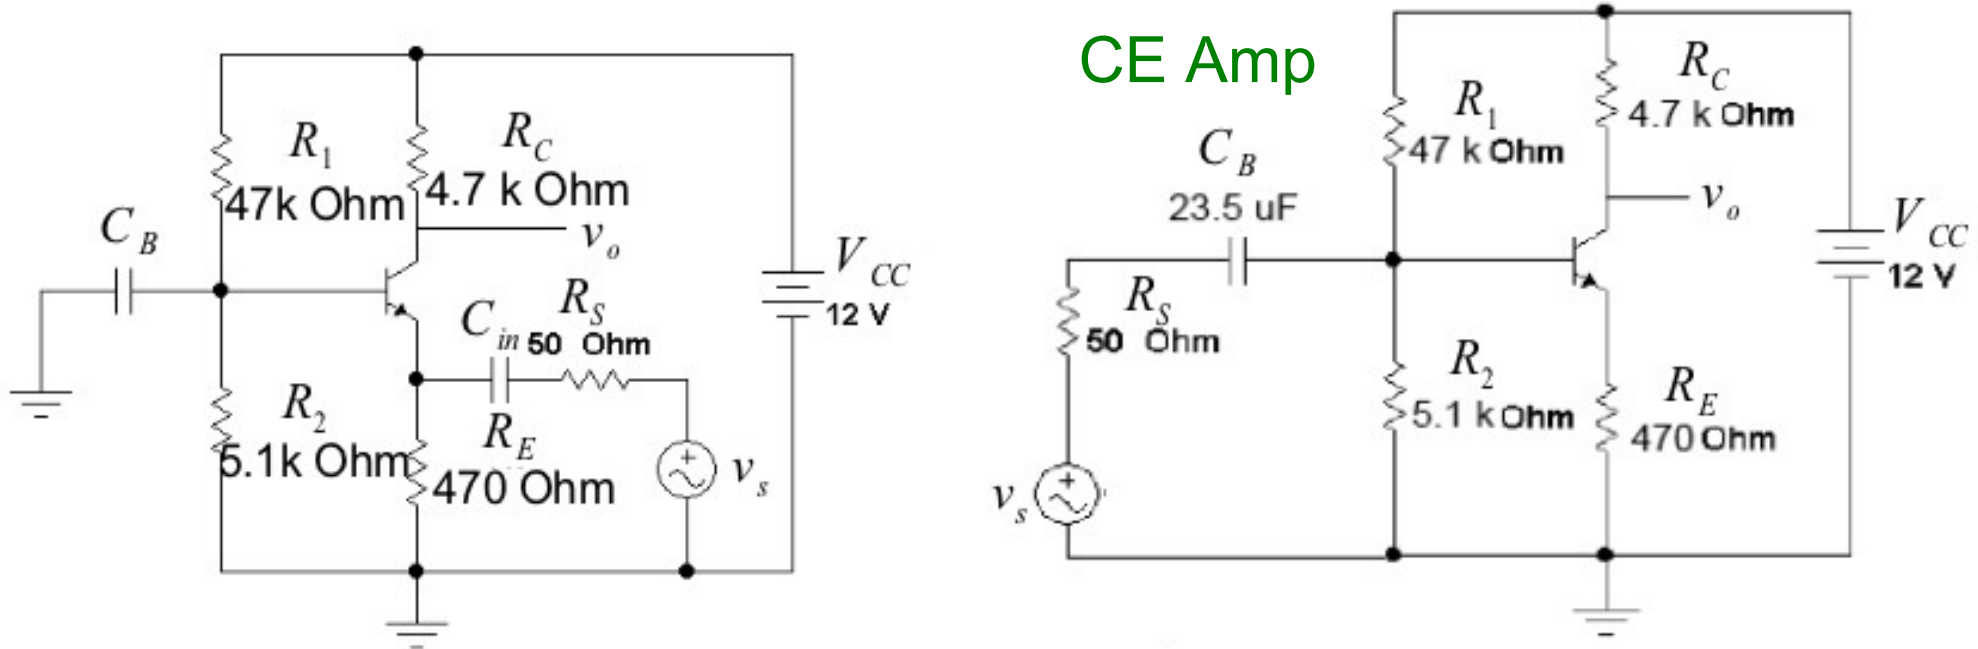 R1
47k Ohm
RC
4.7 k Ohm
CB
vo
VCC
12 V
Cin
RS
50 Ohm
R2
5.1k Ohm
RE
470 Ohm
vs
+
CE Amp
RC
4.7 k Ohm
R1
47 k Ohm
CB
23.5 uF
vo
VCC
12 V
RS
50 Ohm
R2
5.1 k Ohm
RE
470 Ohm
vs
+